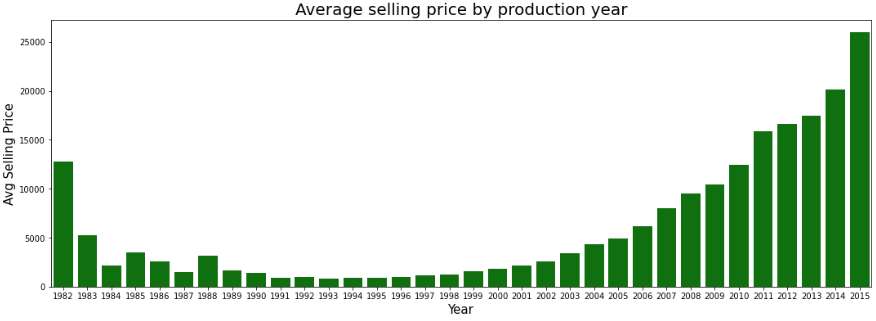 Average selling price by production year
Avg Selling Price
25000
20000
15000
10000
5000
0
1982 1983 1984 1985 1986 1987 1988 1989 1990 1991 1992 1993 1994 1995 1996 1997 1998 1999 2000 2001 2002 2003 2004 2005 2006 2007 2008 2009 2010 2011 2012 2013 2014 2015
Year